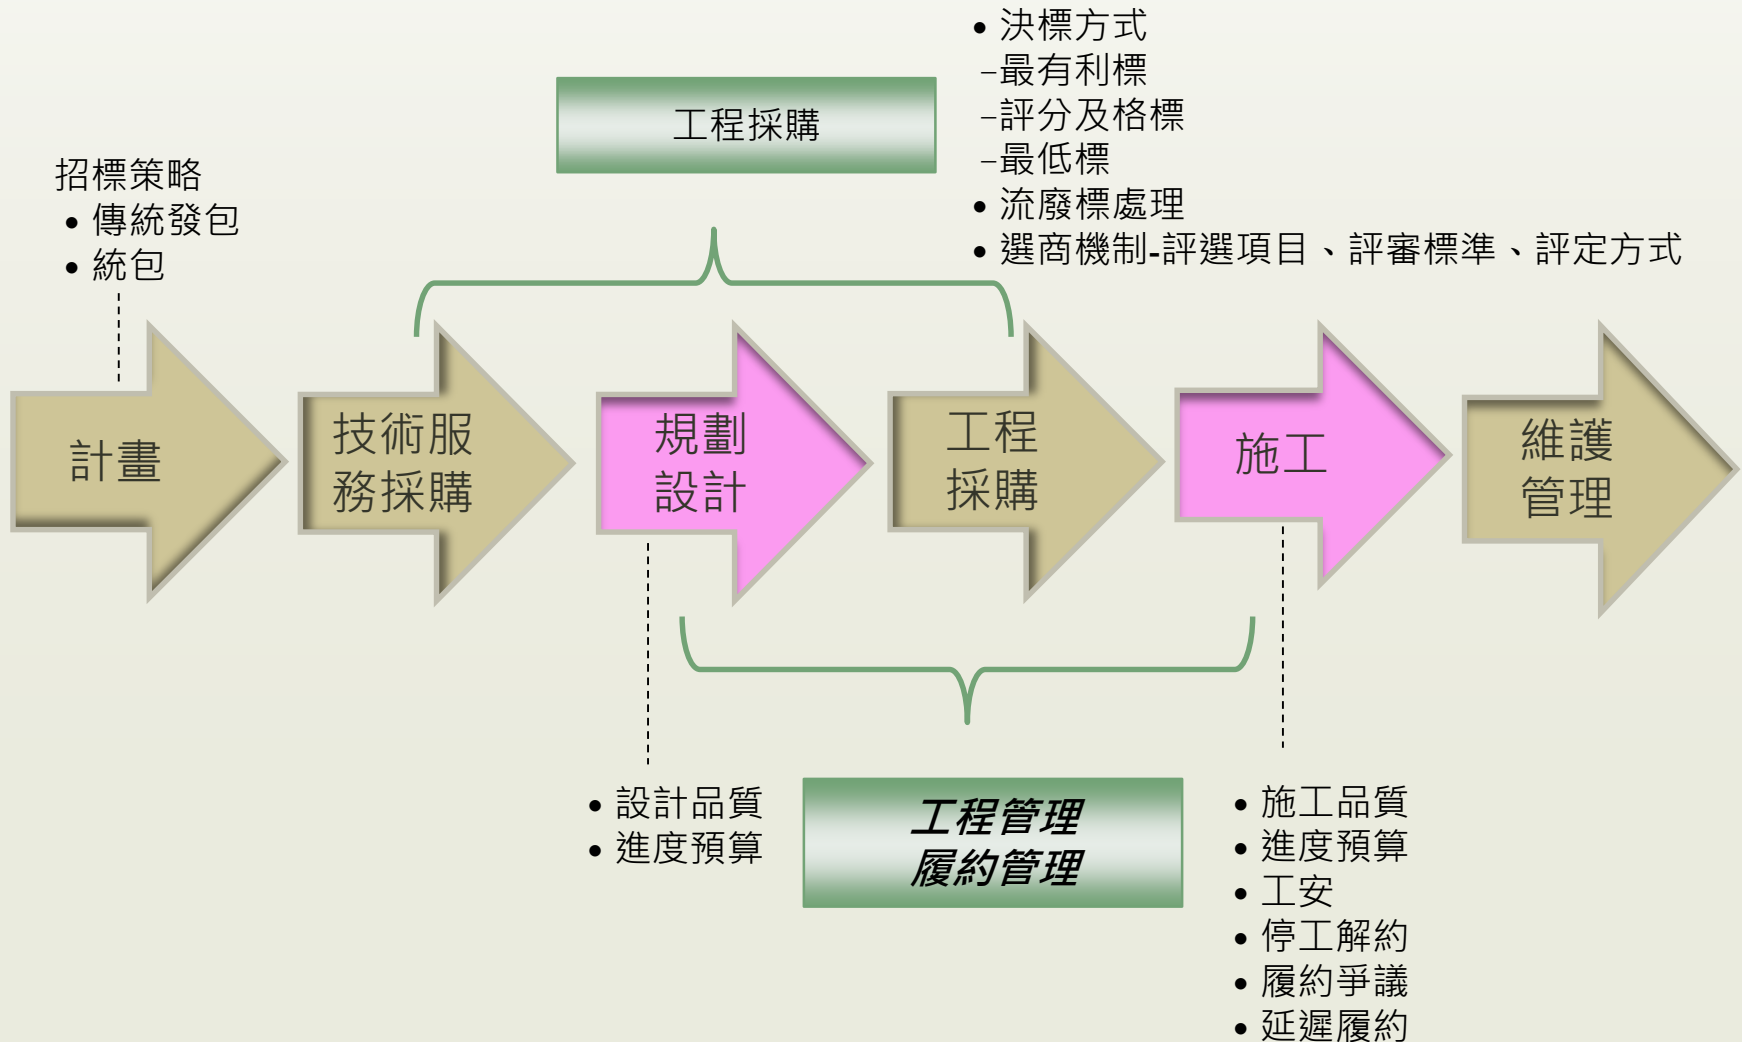 • 決標方式
–最有利標
–評分及格標
–最低標
• 流廢標處理
• 選商機制-評選項目、評審標準、評定方式
工程採購
招標策略
• 傳統發包
• 統包
計畫
技術服
務採購
規劃
設計
工程
採購
施工
維護
管理
• 設計品質
• 進度預算
工程管理
履約管理
• 施工品質
• 進度預算
• 工安
• 停工解約
• 履約爭議
• 延遲履約